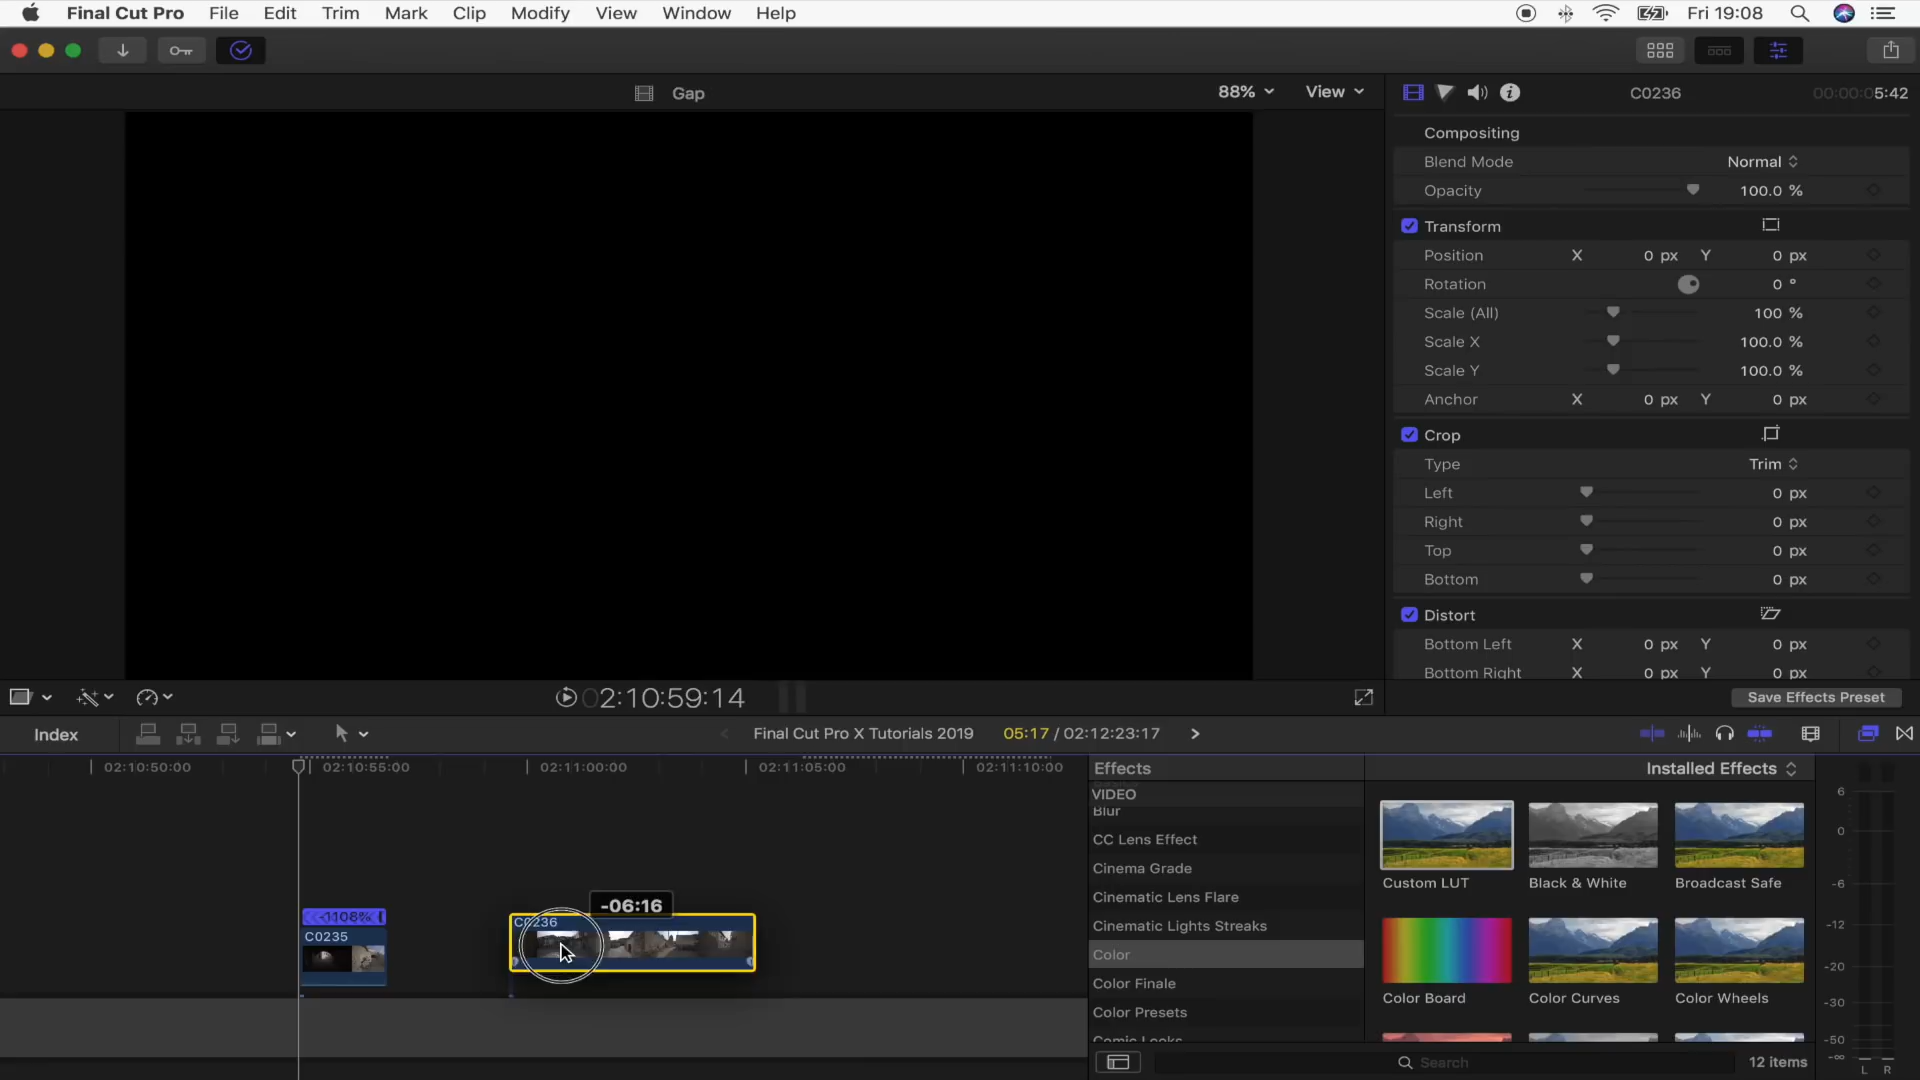 Final Cut Pro File Edit Trim Mark Clip Modify View Window Help Fri 19:08
Gap 88% View C0236 00:00:05:42
Compositing
Blend Mode Normal
Opacity 100.0 %
Transform
Position X 0 px Y 0 px
Rotation 0 °
Scale (All) 100 %
Scale X 100.0 %
Scale Y 100.0 %
Anchor X 0 px Y 0 px
Crop
Type Trim
Left 0 px
Right 0 px
Top 0 px
Bottom 0 px
Distort
Bottom Left X 0 px Y 0 px
Bottom Right X 0 px Y 0 px
02:10:59:14 Save Effects Preset
Index Final Cut Pro X Tutorials 2019 05:17 / 02:12:23:17
02:10:50:00 02:10:55:00 02:11:00:00 02:11:05:00 02:11:10:00
Effects Installed Effects
VIDEO
Blur
CC Lens Effect
Cinema Grade
Cinematic Lens Flare
Cinematic Lights Streaks
Color
Color Finale
Color Presets
Comic Looks
Custom LUT Black & White Broadcast Safe
Color Board Color Curves Color Wheels
-06:16
-1108%
C0235
C0236
6
0
-6
-12
-20
-30
-50
-∞
L R
Search 12 items